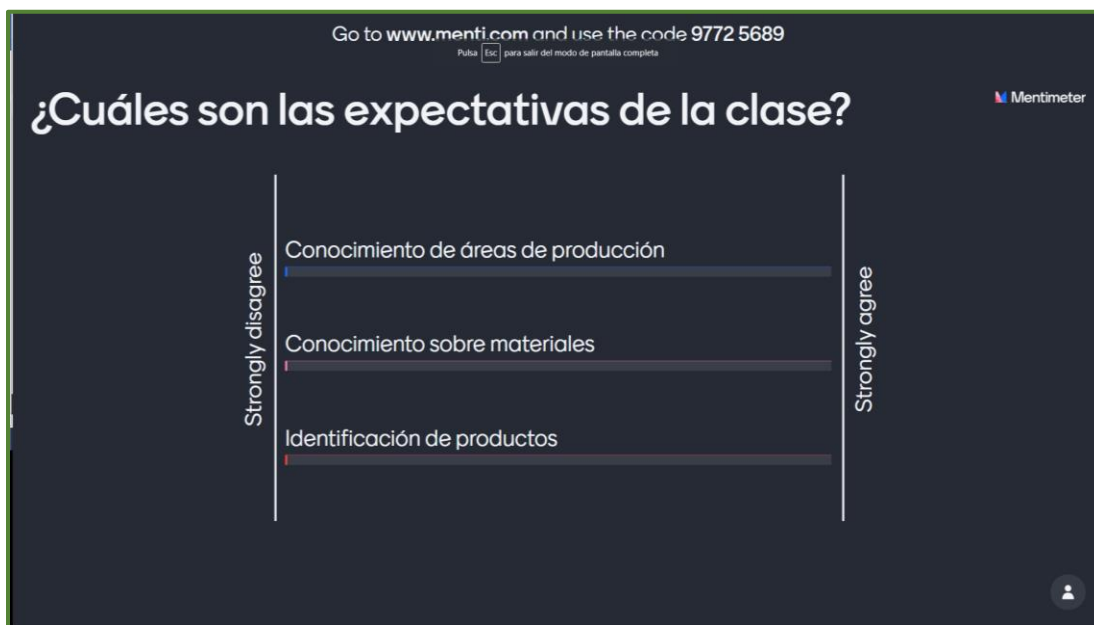 Go to www.menti.com and use the code 9772 5689
Pulsa Esc para salir del modo de pantalla completa
¿Cuáles son las expectativas de la clase?
Mentimeter
Strongly disagree
Conocimiento de áreas de producción
Conocimiento sobre materiales
Identificación de productos
Strongly agree